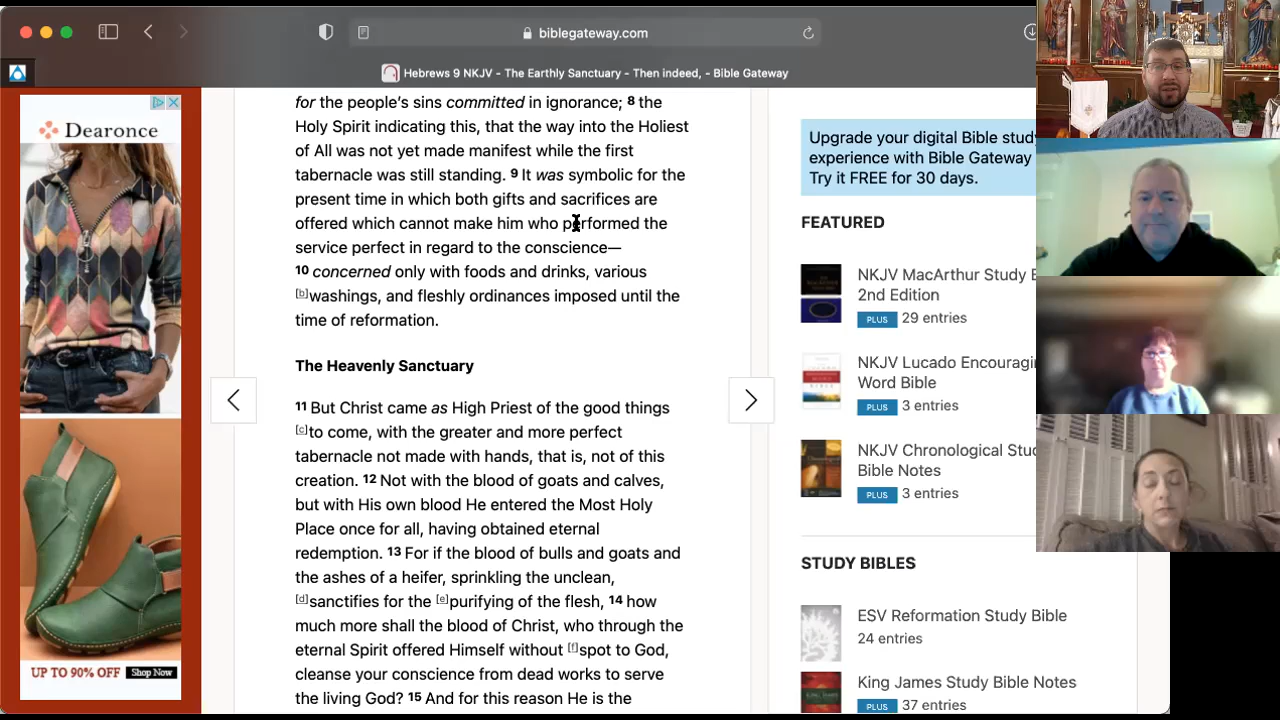 biblegateway.com
Hebrews 9 NKJV - The Earthly Sanctuary - Then indeed, - Bible Gateway
Dearonce
UP TO 90% OFF Shop Now
for the people's sins committed in ignorance; 8 the
Holy Spirit indicating this, that the way into the Holiest
of All was not yet made manifest while the first
tabernacle was still standing. 9 It was symbolic for the
present time in which both gifts and sacrifices are
offered which cannot make him who performed the
service perfect in regard to the conscience—
10 concerned only with foods and drinks, various
[b]washings, and fleshly ordinances imposed until the
time of reformation.
The Heavenly Sanctuary
11 But Christ came as High Priest of the good things
[c]to come, with the greater and more perfect
tabernacle not made with hands, that is, not of this
creation. 12 Not with the blood of goats and calves,
but with His own blood He entered the Most Holy
Place once for all, having obtained eternal
redemption. 13 For if the blood of bulls and goats and
the ashes of a heifer, sprinkling the unclean,
[d]sanctifies for the [e]purifying of the flesh, 14 how
much more shall the blood of Christ, who through the
eternal Spirit offered Himself without [f]spot to God,
cleanse your conscience from dead works to serve
the living God? 15 And for this reason He is the
Upgrade your digital Bible stud
experience with Bible Gateway
Try it FREE for 30 days.
FEATURED
NKJV MacArthur Study
2nd Edition
PLUS 29 entries
NKJV Lucado Encouragi
Word Bible
PLUS 3 entries
NKJV Chronological Stud
Bible Notes
PLUS 3 entries
STUDY BIBLES
ESV Reformation Study Bible
24 entries
King James Study Bible Notes
PLUS 37 entries